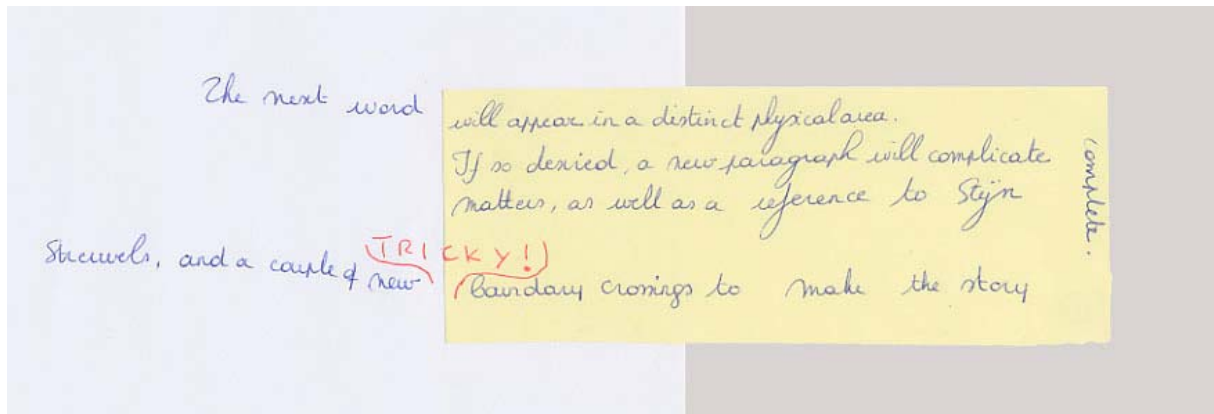 The next word will appear in a distinct physical area.
If so denied, a new paragraph will complicate
matters, as well as a reference to Stijn
Streuvels, and a couple of new boundary crossings to make the story
complete.
TRICKY!